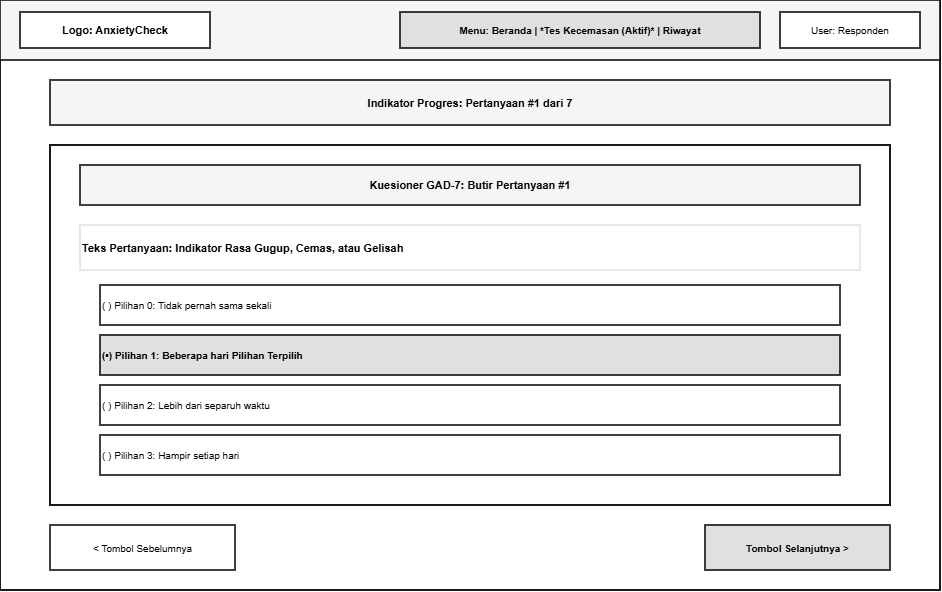 Logo: AnxietyCheck
Menu: Beranda | *Tes Kecemasan (Aktif)* | Riwayat
User: Responden
Indikator Progres: Pertanyaan #1 dari 7
Kuesioner GAD-7: Butir Pertanyaan #1
Teks Pertanyaan: Indikator Rasa Gugup, Cemas, atau Gelisah
( ) Pilihan 0: Tidak pernah sama sekali
(•) Pilihan 1: Beberapa hari Pilihan Terpilih
( ) Pilihan 2: Lebih dari separuh waktu
( ) Pilihan 3: Hampir setiap hari
< Tombol Sebelumnya
Tombol Selanjutnya >